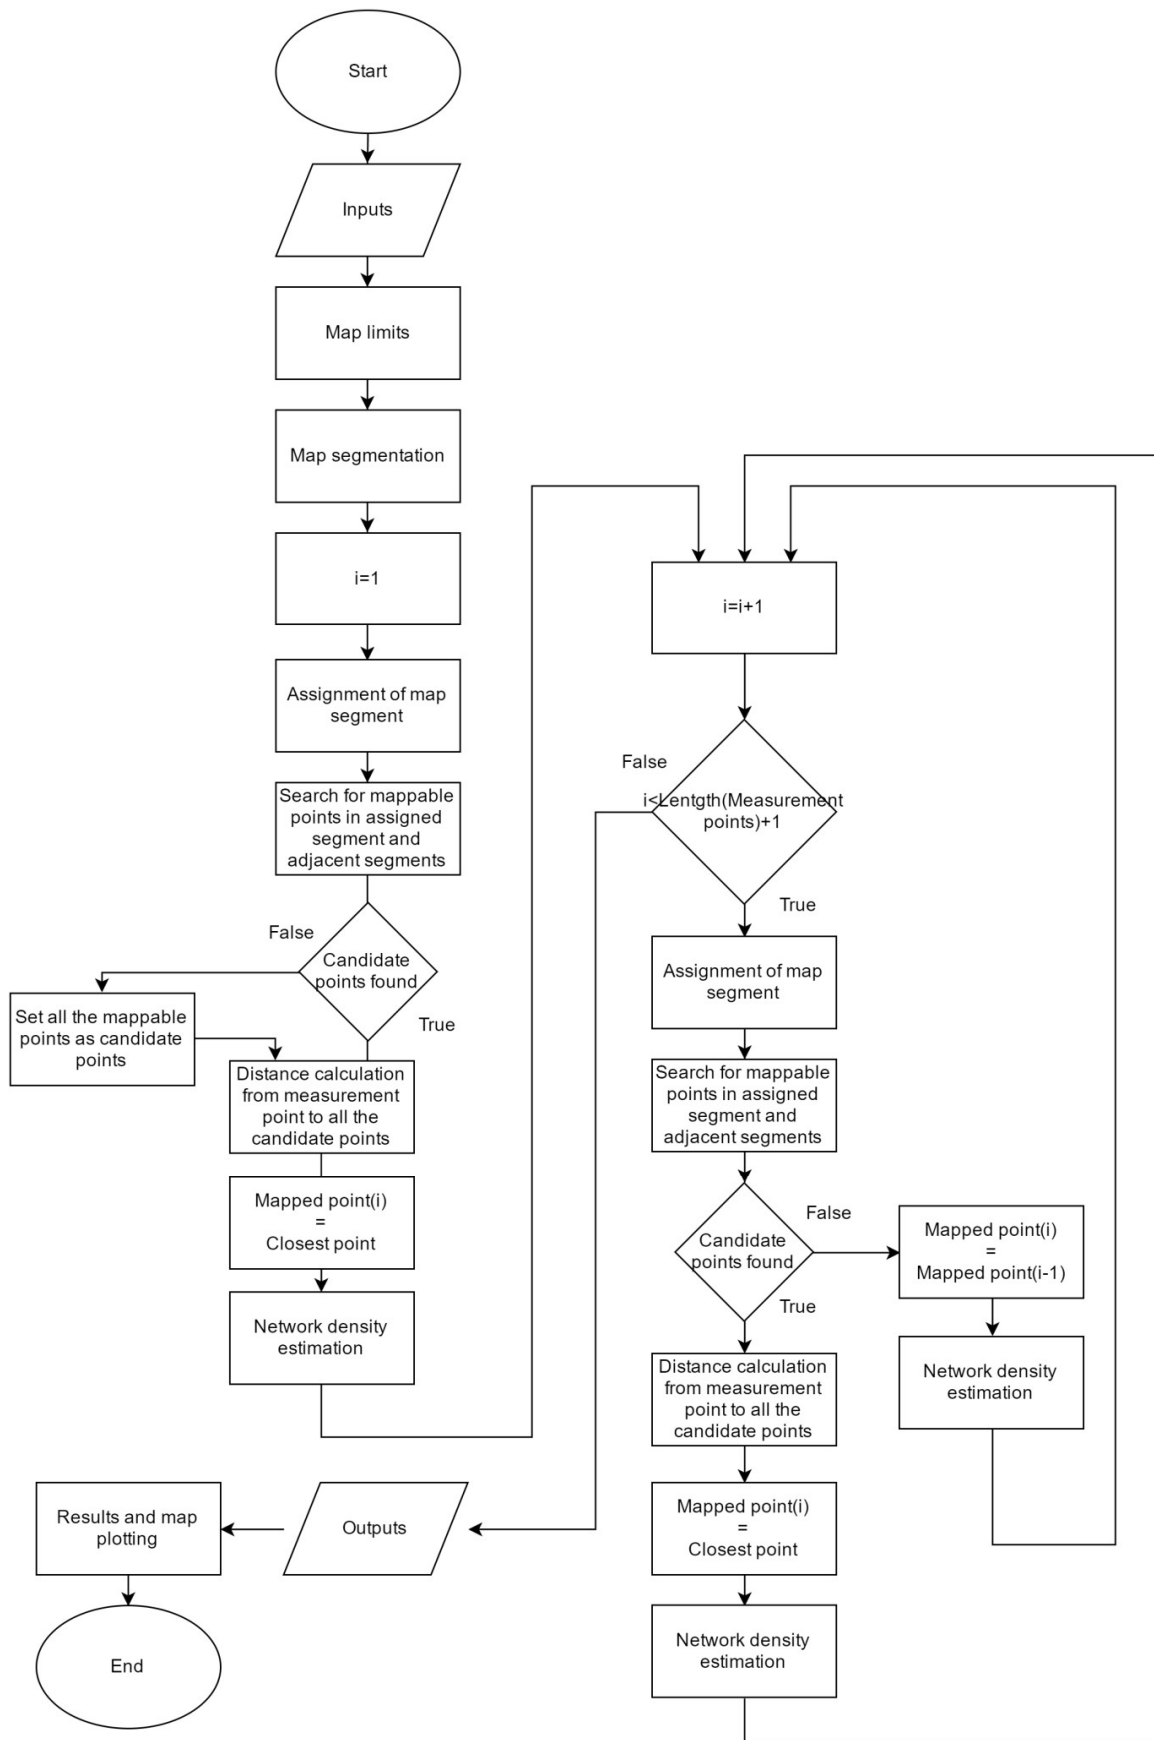 Start
Inputs
Map limits
Map segmentation
i=1
Assignment of map
segment
Search for mappable
points in assigned
segment and
adjacent segments
False
Candidate
points found
True
Set all the mappable
points as candidate
points
Distance calculation
from measurement
point to all the
candidate points
Mapped point(i)
=
Closest point
Network density
estimation
i=i+1
False
i<Lentgth(Measurement
points)+1
True
Assignment of map
segment
Search for mappable
points in assigned
segment and
adjacent segments
Candidate
points found
False
True
Mapped point(i)
=
Mapped point(i-1)
Network density
estimation
Distance calculation
from measurement
point to all the
candidate points
Mapped point(i)
=
Closest point
Network density
estimation
Outputs
Results and map
plotting
End